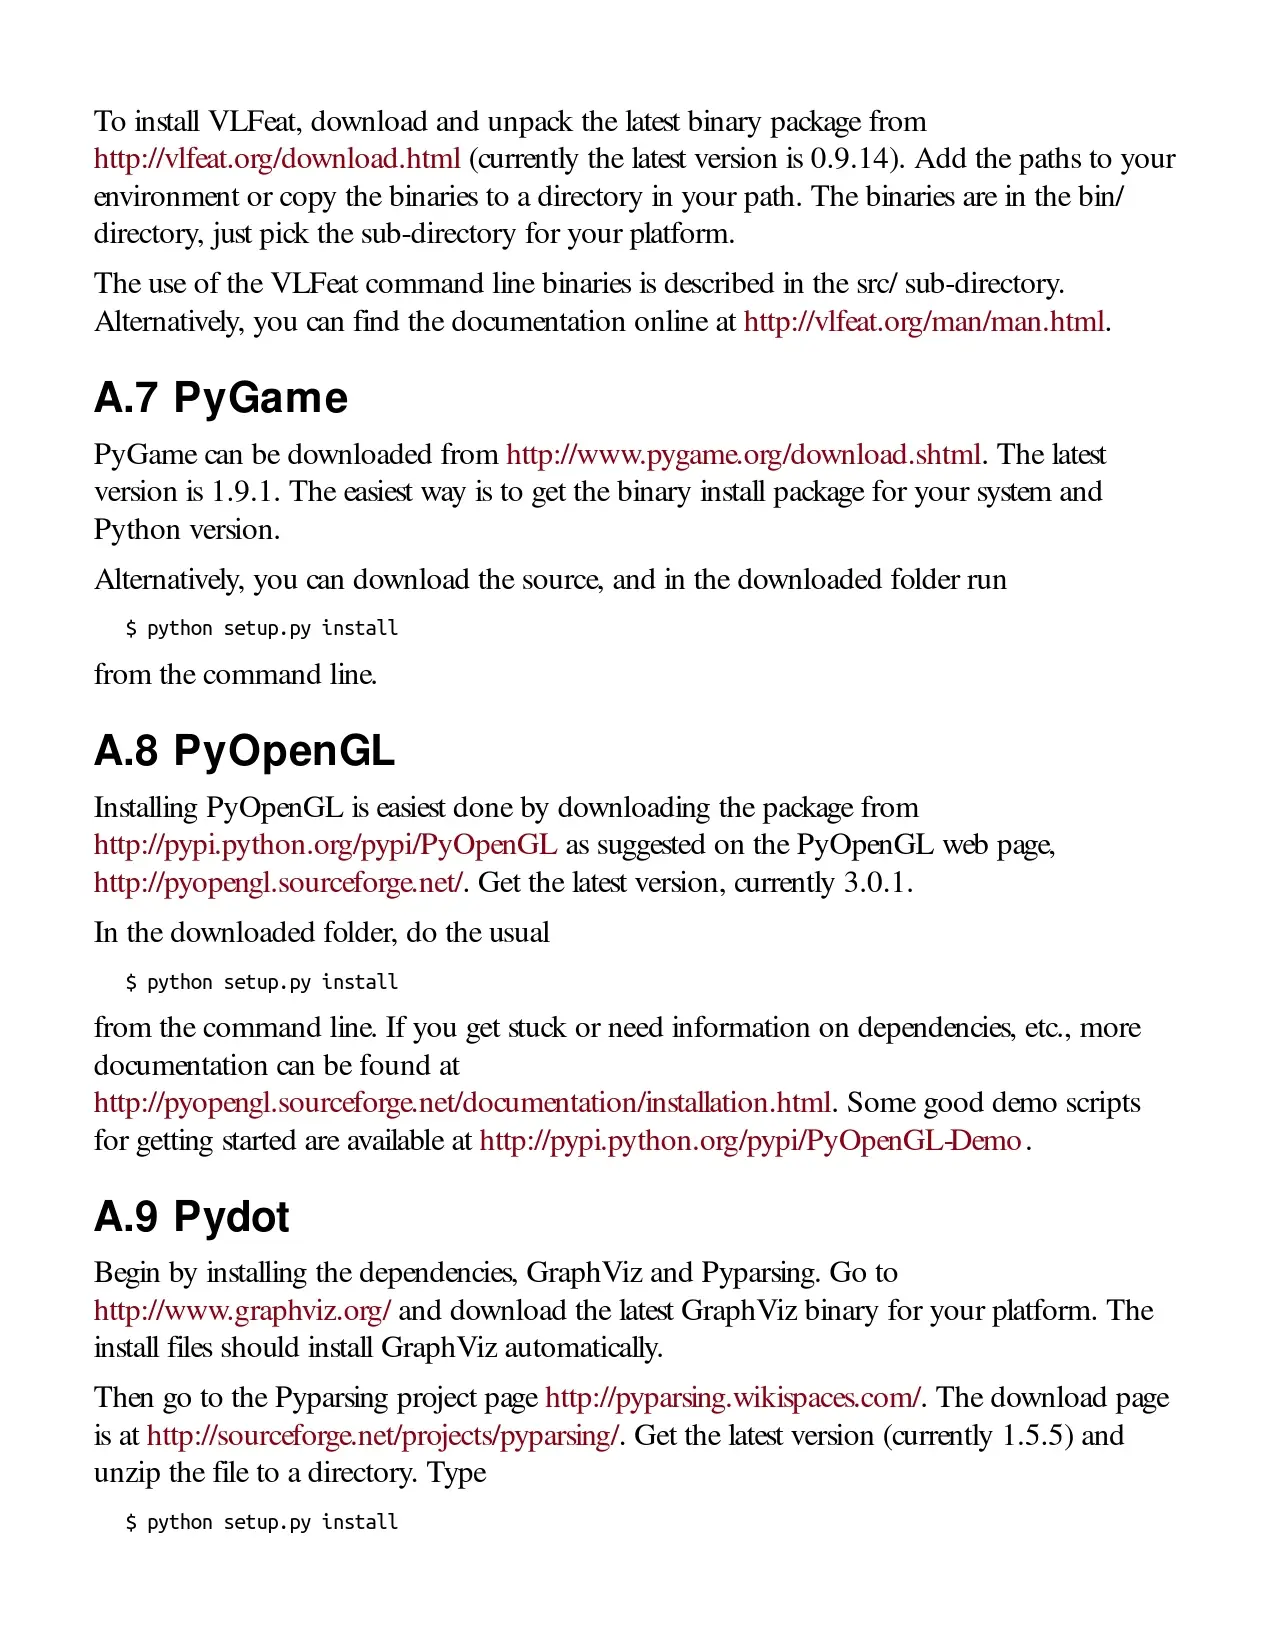 To install VLFeat, download and unpack the latest binary package from
http://vlfeat.org/download.html (currently the latest version is 0.9.14). Add the paths to your
environment or copy the binaries to a directory in your path. The binaries are in the bin/
directory, just pick the sub-directory for your platform.
The use of the VLFeat command line binaries is described in the src/ sub-directory.
Alternatively, you can find the documentation online at http://vlfeat.org/man/man.html.
A.7 PyGame
PyGame can be downloaded from http://www.pygame.org/download.shtml. The latest
version is 1.9.1. The easiest way is to get the binary install package for your system and
Python version.
Alternatively, you can download the source, and in the downloaded folder run
$ python setup.py install
from the command line.
A.8 PyOpenGL
Installing PyOpenGL is easiest done by downloading the package from
http://pypi.python.org/pypi/PyOpenGL as suggested on the PyOpenGL web page,
http://pyopengl.sourceforge.net/. Get the latest version, currently 3.0.1.
In the downloaded folder, do the usual
$ python setup.py install
from the command line. If you get stuck or need information on dependencies, etc., more
documentation can be found at
http://pyopengl.sourceforge.net/documentation/installation.html. Some good demo scripts
for getting started are available at http://pypi.python.org/pypi/PyOpenGL-Demo.
A.9 Pydot
Begin by installing the dependencies, GraphViz and Pyparsing. Go to
http://www.graphviz.org/ and download the latest GraphViz binary for your platform. The
install files should install GraphViz automatically.
Then go to the Pyparsing project page http://pyparsing.wikispaces.com/. The download page
is at http://sourceforge.net/projects/pyparsing/. Get the latest version (currently 1.5.5) and
unzip the file to a directory. Type
$ python setup.py install